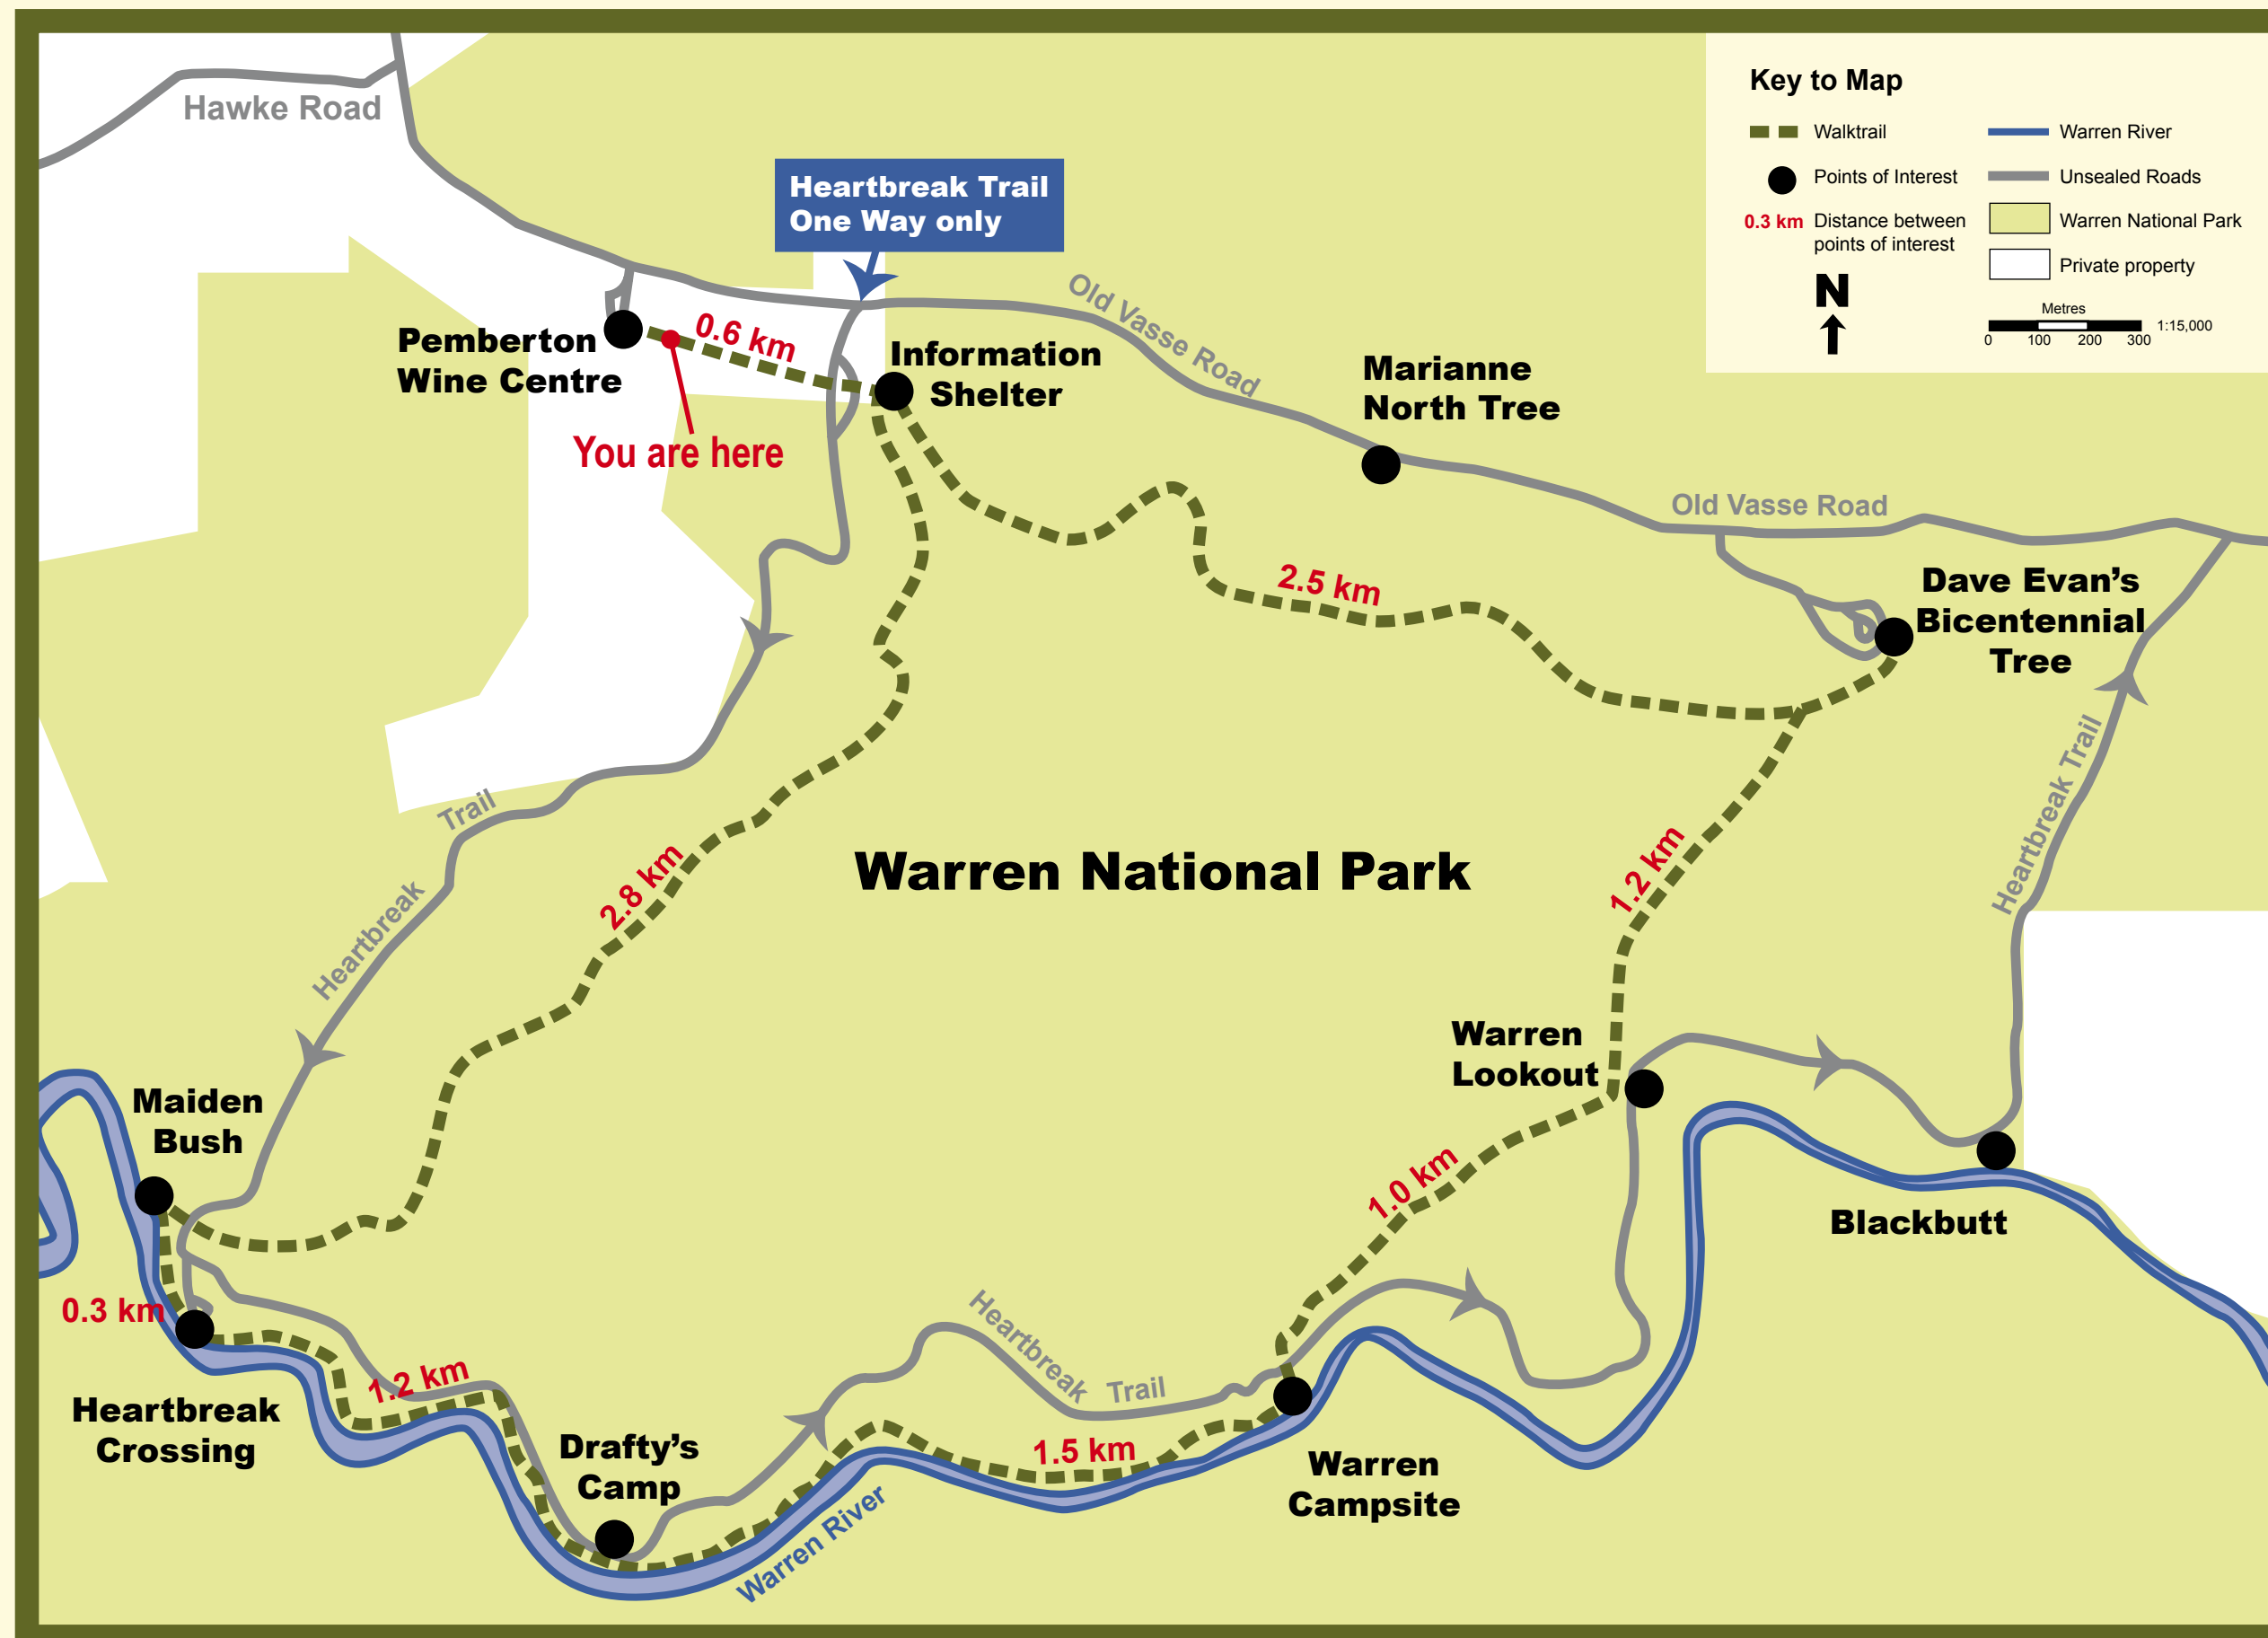 Hawke Road
Heartbreak Trail
One Way only
Key to Map
Walktrail
Points of Interest
0.3 km
Distance between
points of interest
N
Warren River
Unsealed Roads
Warren National Park
Private property
Metres
0 100 200 300
1:15,000
Pemberton
Wine Centre
0.6 km
You are here
Information
Shelter
Old Vasse Road
Marianne
North Tree
Old Vasse Road
2.5 km
Dave Evan’s
Bicentennial
Tree
Heartbreak Trail
Trail
Heartbreak
2.8 km
Warren National Park
1.2 km
Warren
Lookout
Maiden
Bush
1.0 km
Blackbutt
0.3 km
Heartbreak
Crossing
1.2 km
Drafty’s
Camp
Heartbreak
Trail
1.5 km
Warren River
Warren
Campsite